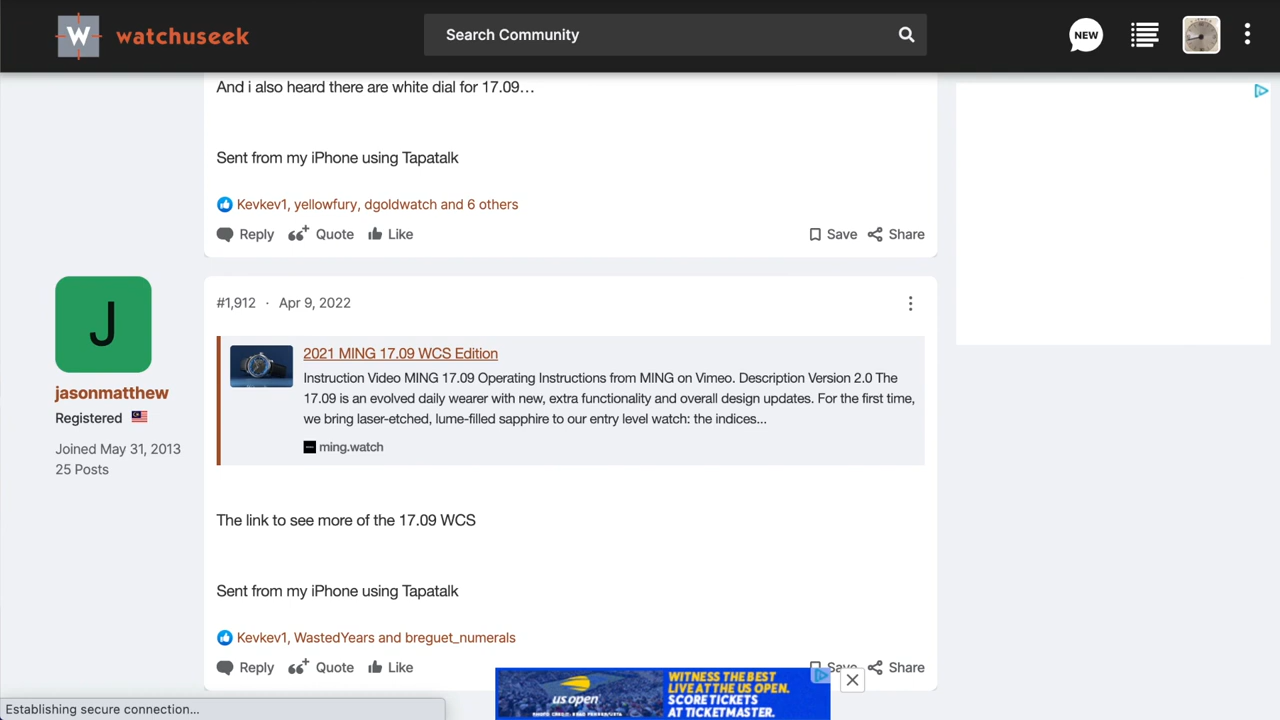 W watchuseek
Search Community
NEW
And i also heard there are white dial for 17.09...
Sent from my iPhone using Tapatalk
Kevkev1, yellowfury, dgoldwatch and 6 others
Reply Quote Like Save Share
J
jasonmatthew
Registered
Joined May 31, 2013
25 Posts
#1,912 · Apr 9, 2022
2021 MING 17.09 WCS Edition
Instruction Video MING 17.09 Operating Instructions from MING on Vimeo. Description Version 2.0 The
17.09 is an evolved daily wearer with new, extra functionality and overall design updates. For the first time,
we bring laser-etched, lume-filled sapphire to our entry level watch: the indices...
ming.watch
The link to see more of the 17.09 WCS
Sent from my iPhone using Tapatalk
Kevkev1, WastedYears and breguet_numerals
Reply Quote Like Save Share
us open
WITNESS THE BEST
LIVE AT THE US OPEN.
SCORE TICKETS
AT TICKETMASTER.
Establishing secure connection...